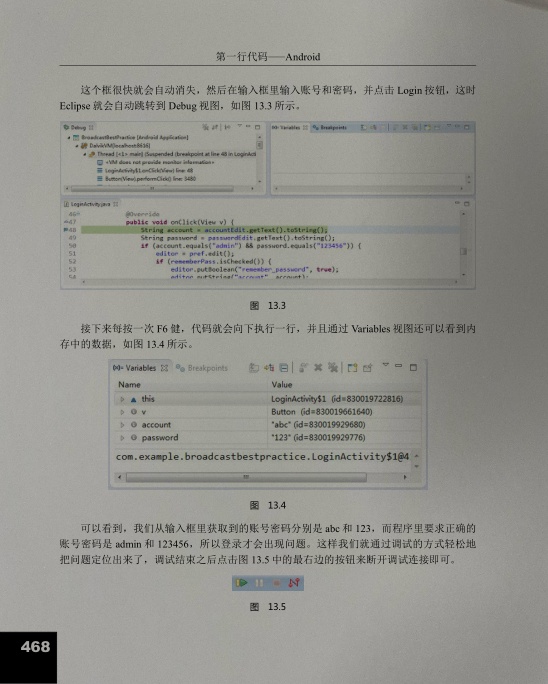 第一行代码——Android
这个框很快就会自动消失，然后在输入框里输入账号和密码，并点击 Login 按钮，这时
Eclipse 就会自动跳转到 Debug 视图，如图 13.3 所示。
Debug
Variables Breakpoints
BroadcastBestPractice [Android Application]
DalvikVM[localhost:8616]
Thread [<1> main] (Suspended (breakpoint at line 48 in LoginActi
<VM does not provide monitor information>
LoginActivity$1.onClick(View) line: 48
Button(View).performClick() line: 3480
LoginActivity.java
46 @Override
47 public void onClick(View v) {
48 String account = accountEdit.getText().toString();
49 String password = passwordEdit.getText().toString();
50 if (account.equals("admin") && password.equals("123456")) {
51 editor = pref.edit();
52 if (rememberPass.isChecked()) {
53 editor.putBoolean("remember_password", true);
54 editor.putString("account", account);
图 13.3
接下来每按一次 F6 健，代码就会向下执行一行，并且通过 Variables 视图还可以看到内
存中的数据，如图 13.4 所示。
Variables Breakpoints
Name Value
this LoginActivity$1 (id=830019722816)
v Button (id=830019661640)
account "abc" (id=830019929680)
password "123" (id=830019929776)
com.example.broadcastbestpractice.LoginActivity$1@4
图 13.4
可以看到，我们从输入框里获取到的账号密码分别是 abc 和 123，而程序里要求正确的
账号密码是 admin 和 123456，所以登录才会出现问题。这样我们就通过调试的方式轻松地
把问题定位出来了，调试结束之后点击图 13.5 中的最右边的按钮来断开调试连接即可。
图 13.5
468